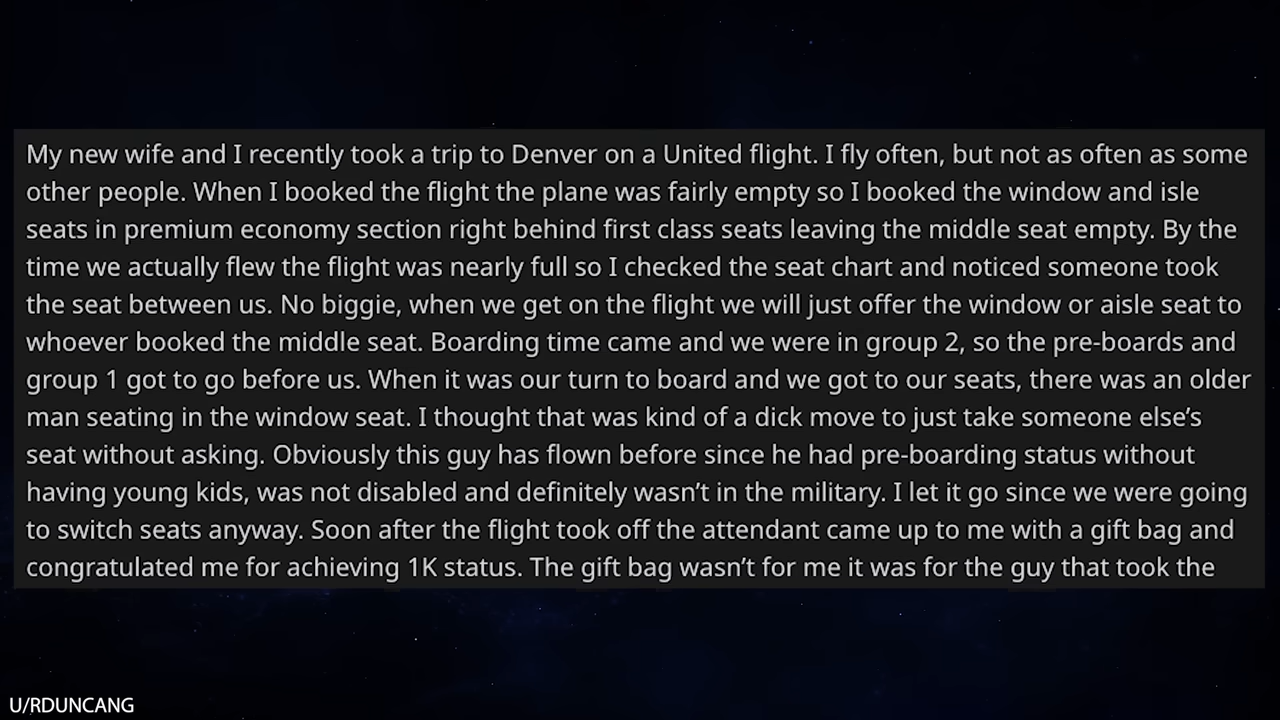 My new wife and I recently took a trip to Denver on a United flight. I fly often, but not as often as some
other people. When I booked the flight the plane was fairly empty so I booked the window and isle
seats in premium economy section right behind first class seats leaving the middle seat empty. By the
time we actually flew the flight was nearly full so I checked the seat chart and noticed someone took
the seat between us. No biggie, when we get on the flight we will just offer the window or aisle seat to
whoever booked the middle seat. Boarding time came and we were in group 2, so the pre-boards and
group 1 got to go before us. When it was our turn to board and we got to our seats, there was an older
man seating in the window seat. I thought that was kind of a dick move to just take someone else’s
seat without asking. Obviously this guy has flown before since he had pre-boarding status without
having young kids, was not disabled and definitely wasn’t in the military. I let it go since we were going
to switch seats anyway. Soon after the flight took off the attendant came up to me with a gift bag and
congratulated me for achieving 1K status. The gift bag wasn’t for me it was for the guy that took the
U/RDUNCANG